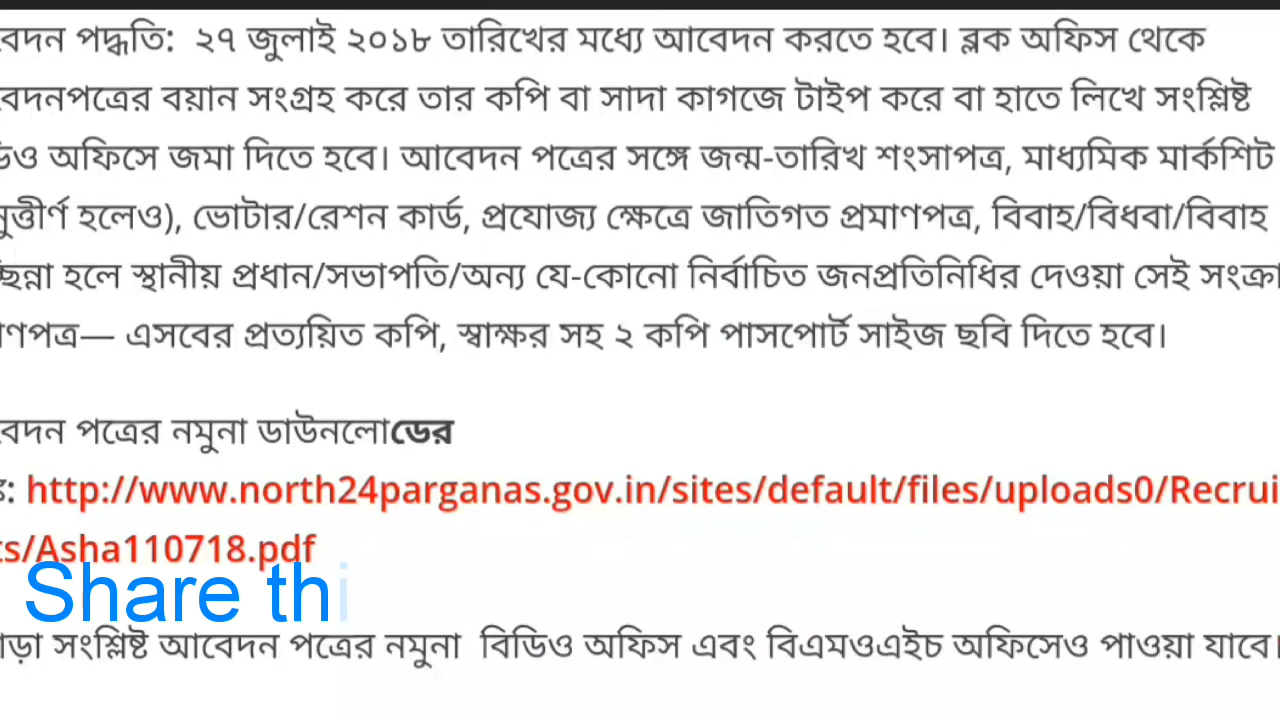 বেদন পদ্ধতি: ২৭ জুলাই ২০১৮ তারিখের মধ্যে আবেদন করতে হবে। ব্লক অফিস থেকে
বেদনপত্রের বয়ান সংগ্রহ করে তার কপি বা সাদা কাগজে টাইপ করে বা হাতে লিখে সংশ্লিষ্ট
ডিও অফিসে জমা দিতে হবে। আবেদন পত্রের সঙ্গে জন্ম-তারিখ শংসাপত্র, মাধ্যমিক মার্কশিট
নুত্তীর্ণ হলেও), ভোটার/রেশন কার্ড, প্রযোজ্য ক্ষেত্রে জাতিগত প্রমাণপত্র, বিবাহ/বিধবা/বিবাহ
চ্ছিন্না হলে স্থানীয় প্রধান/সভাপতি/অন্য যে-কোনো নির্বাচিত জনপ্রতিনিধির দেওয়া সেই সংক্রা
াণপত্র— এসবের প্রত্যয়িত কপি, স্বাক্ষর সহ ২ কপি পাসপোর্ট সাইজ ছবি দিতে হবে।
বেদন পত্রের নমুনা ডাউনলোডের
: http://www.north24parganas.gov.in/sites/default/files/uploads0/Recrui
ts/Asha110718.pdf
Share thi
াড়া সংশ্লিষ্ট আবেদন পত্রের নমুনা বিডিও অফিস এবং বিএমওএইচ অফিসেও পাওয়া যাবে।